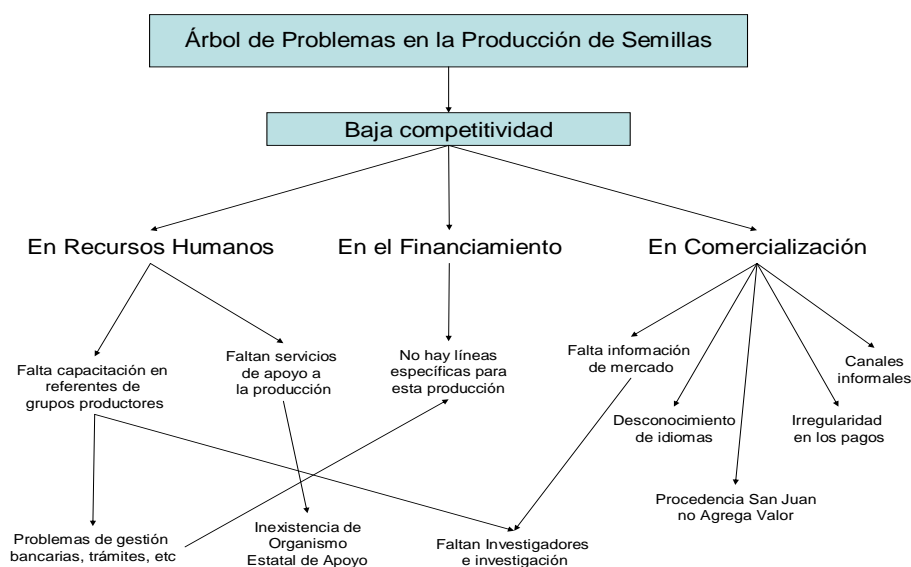 Árbol de Problemas en la Producción de Semillas
Baja competitividad
En Recursos Humanos
En el Financiamiento
En Comercialización
Falta capacitación en
referentes de
grupos productores
Faltan servicios
de apoyo a
la producción
No hay líneas
específicas para
esta producción
Falta información
de mercado
Canales
informales
Desconocimiento
de idiomas
Irregularidad
en los pagos
Procedencia San Juan
no Agrega Valor
Problemas de gestión
bancarias, trámites, etc
Inexistencia de
Organismo
Estatal de Apoyo
Faltan Investigadores
e investigación